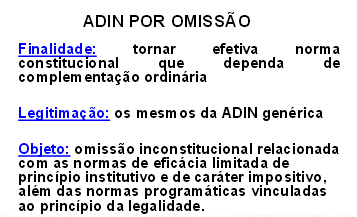 ADIN POR OMISSÃO
Finalidade: tornar efetiva norma
constitucional que dependa de
complementação ordinária
Legitimação: os mesmos da ADIN genérica
Objeto: omissão inconstitucional relacionada
com as normas de eficácia limitada de
princípio institutivo e de caráter impositivo,
além das normas programáticas vinculadas
ao princípio da legalidade.